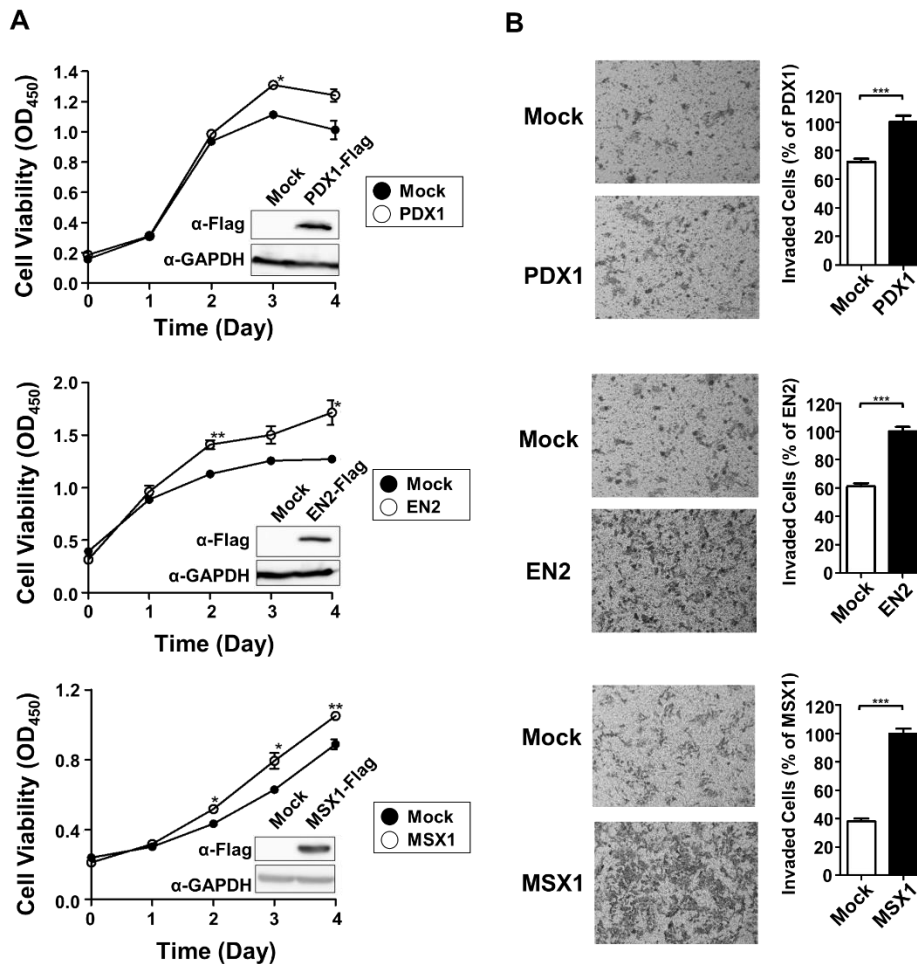 A
Cell Viability (OD450)
1.4
1.2
1.0
0.8
0.6
0.4
0.2
0.0
*
Mock
PDX1-Flag
α-Flag
α-GAPDH
Mock
PDX1
0 1 2 3 4
Time (Day)
Cell Viability (OD450)
2.0
1.5
1.0
0.5
0.0
**
*
Mock
EN2-Flag
α-Flag
α-GAPDH
Mock
EN2
0 1 2 3 4
Time (Day)
Cell Viability (OD450)
1.2
0.8
0.4
0.0
*
*
**
Mock
MSX1-Flag
α-Flag
α-GAPDH
Mock
MSX1
0 1 2 3 4
Time (Day)
B
Mock
PDX1
Invaded Cells (% of PDX1)
120
100
80
60
40
20
0
***
Mock
PDX1
Mock
EN2
Invaded Cells (% of EN2)
120
100
80
60
40
20
0
***
Mock
EN2
Mock
MSX1
Invaded Cells (% of MSX1)
120
100
80
60
40
20
0
***
Mock
MSX1